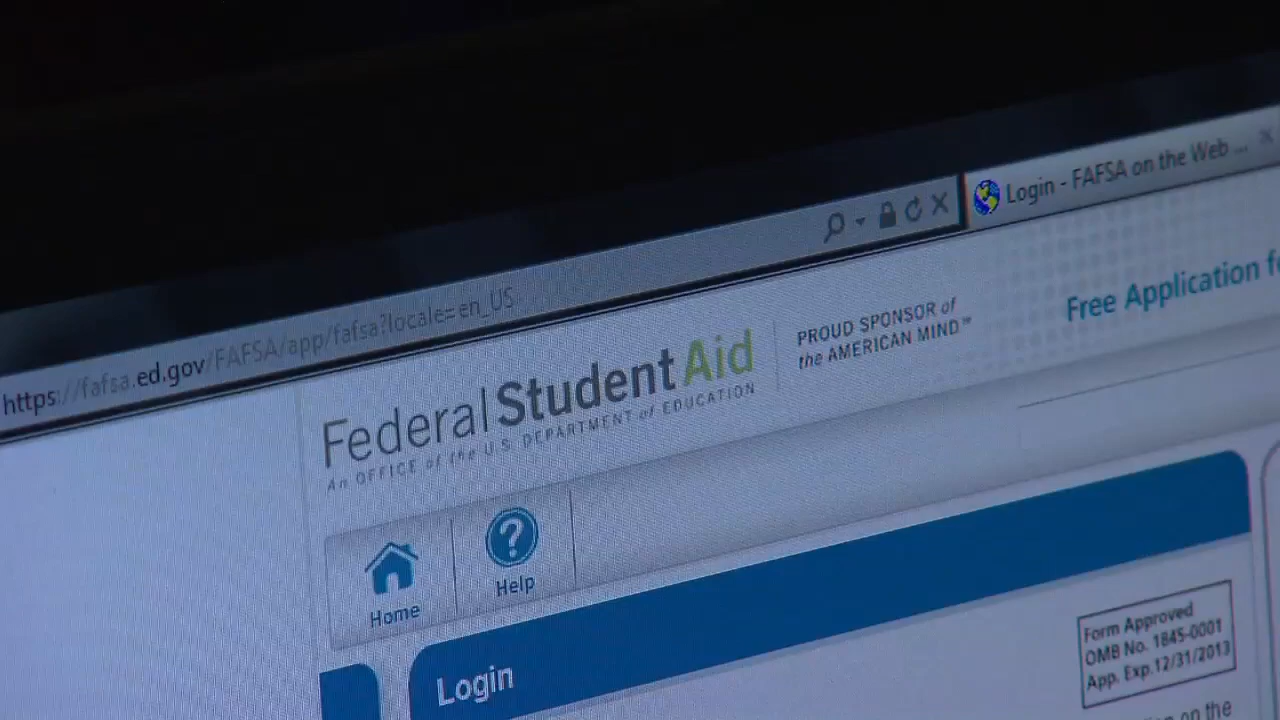 https://fafsa.ed.gov/FAFSA/app/fafsa?locale=en_US
Login - FAFSA on the Web ...
Federal Student Aid
An OFFICE of the U.S. DEPARTMENT of EDUCATION
PROUD SPONSOR of
the AMERICAN MIND™
Free Application
Home
Help
Login
Form Approved
OMB No. 1845-0001
App. Exp. 12/31/2013
on the